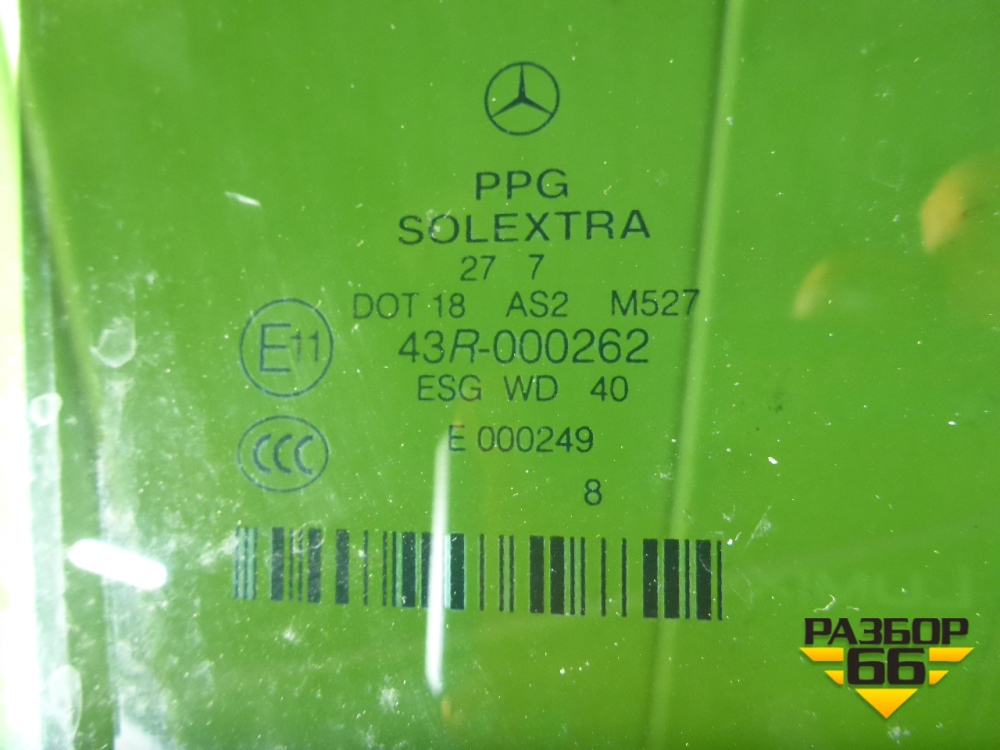 PPG
SOLEXTRA
27 7
DOT 18 AS2 M527
E11 43R-000262
ESG WD 40
CCC E 000249
8
РАЗБОР
66